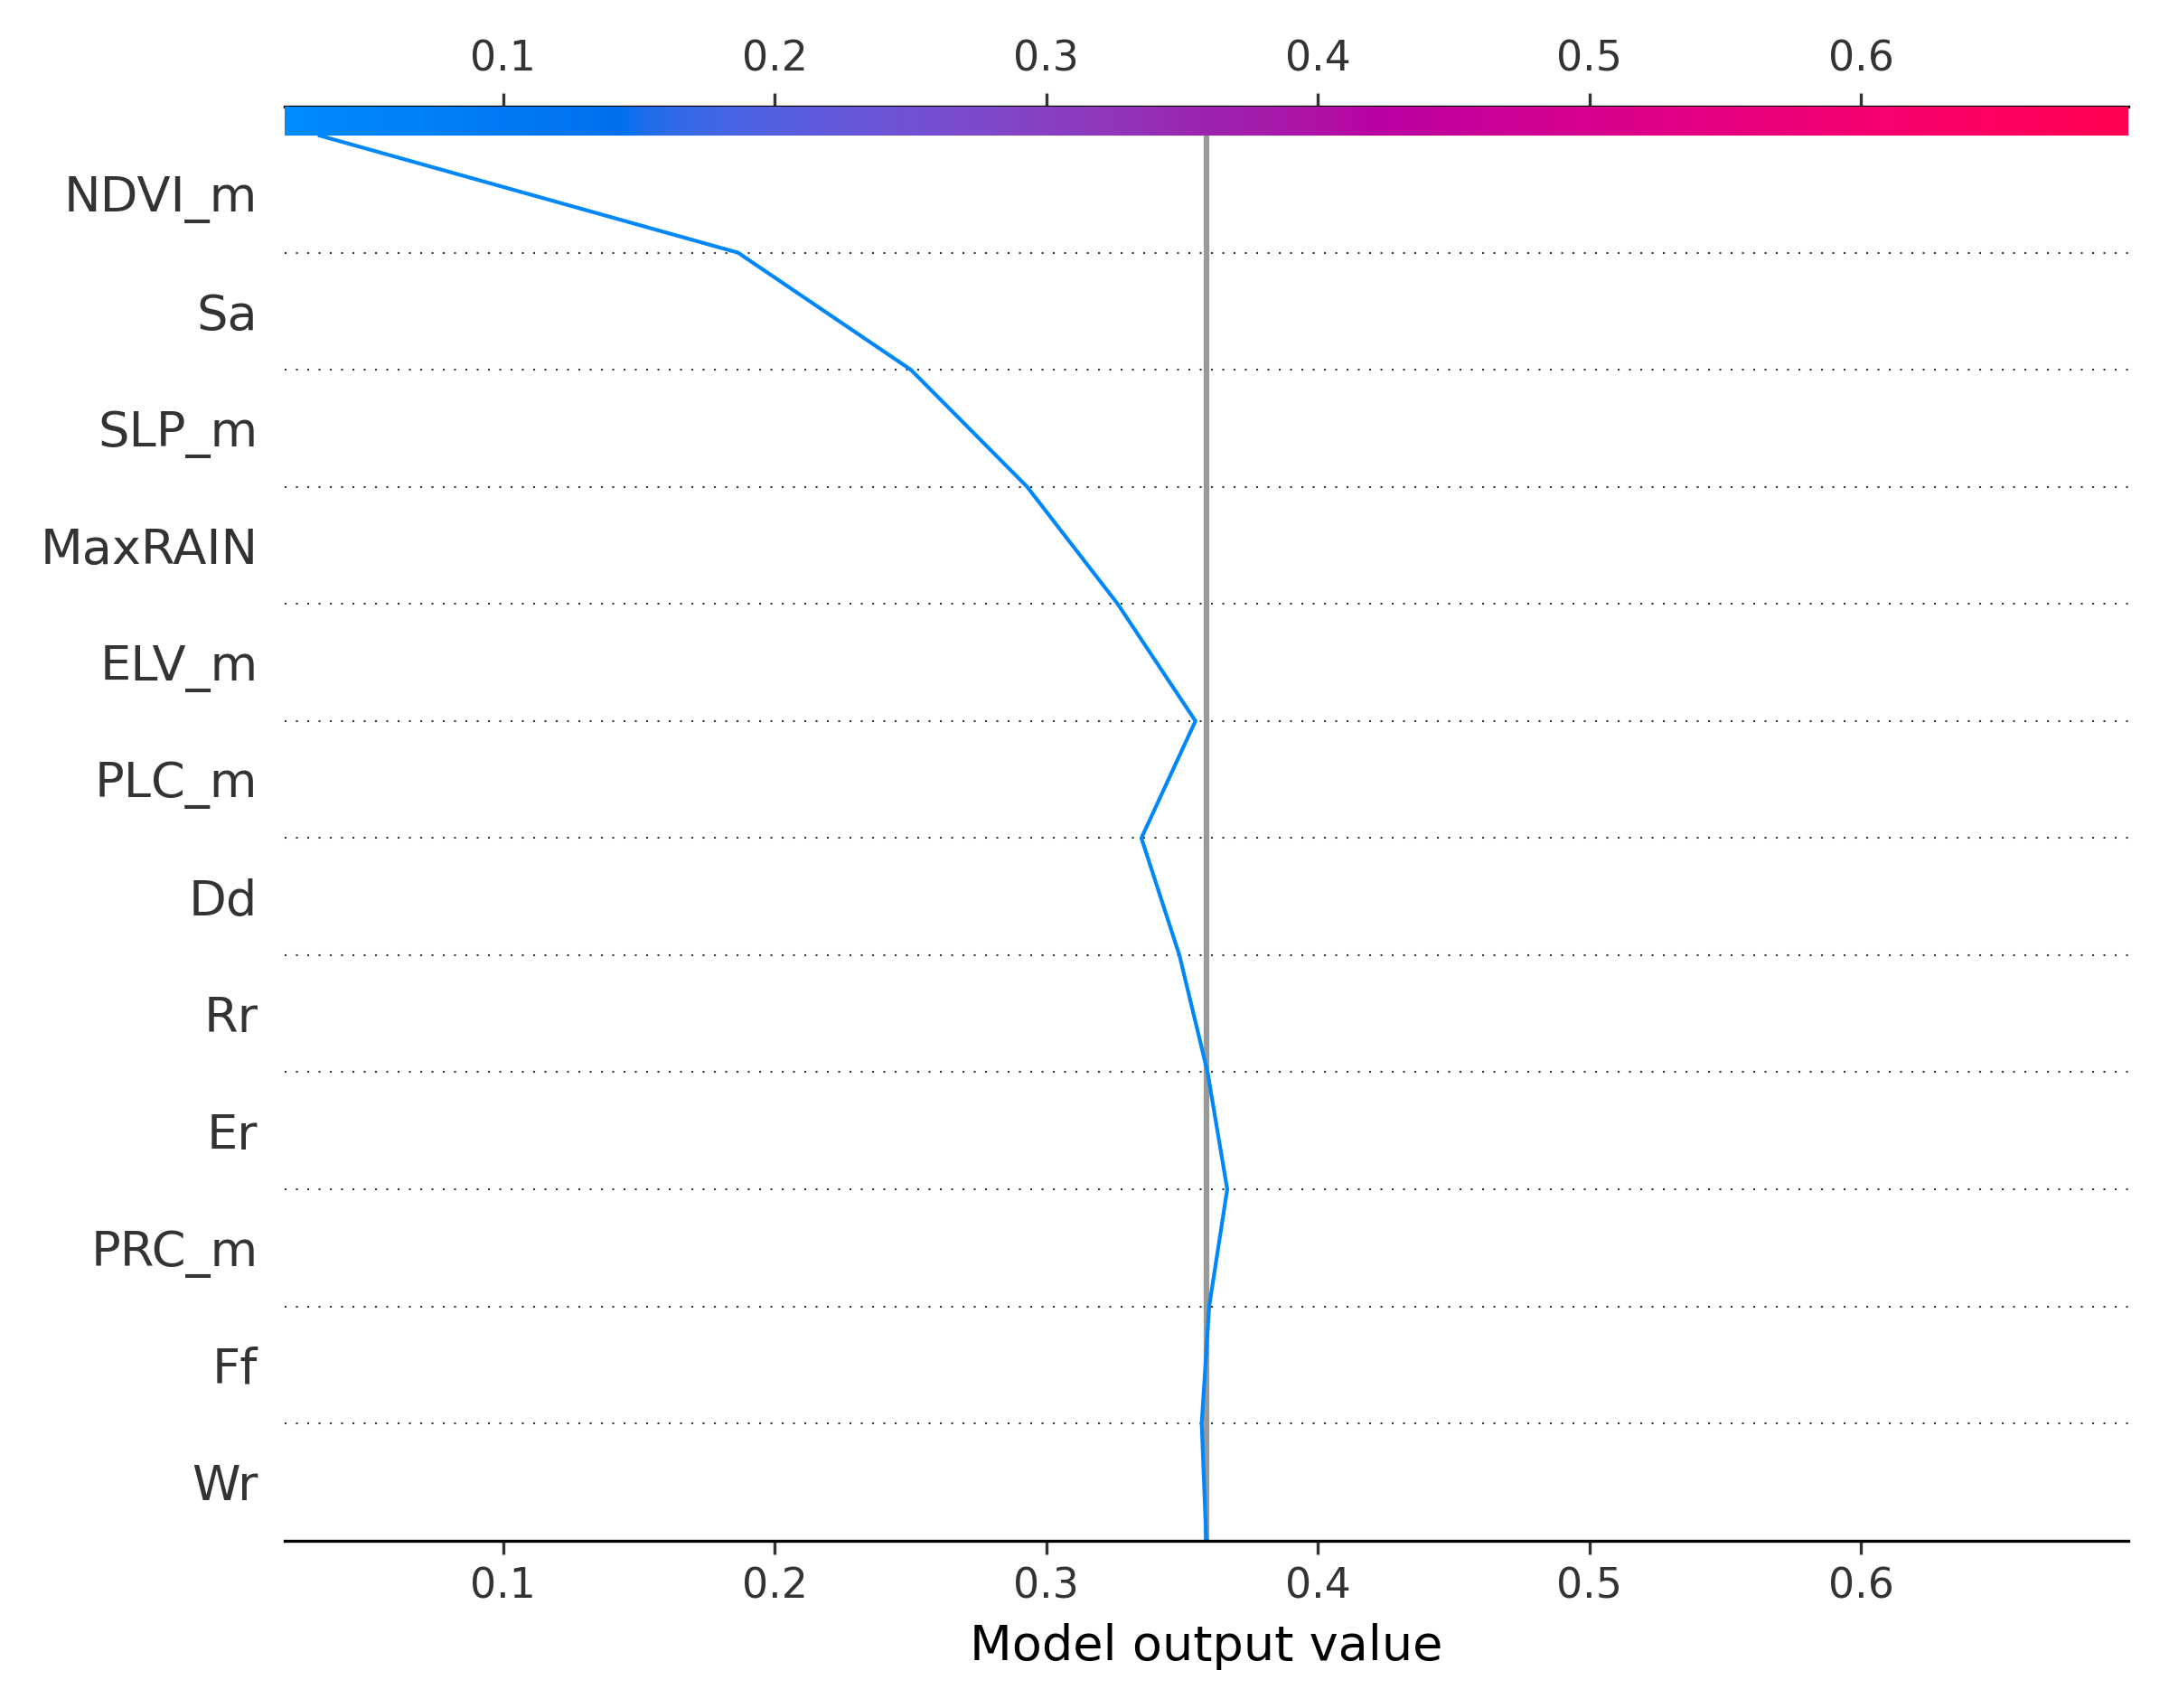 0.1 0.2 0.3 0.4 0.5 0.6
NDVI_m
Sa
SLP_m
MaxRAIN
ELV_m
PLC_m
Dd
Rr
Er
PRC_m
Ff
Wr
0.1 0.2 0.3 0.4 0.5 0.6
Model output value